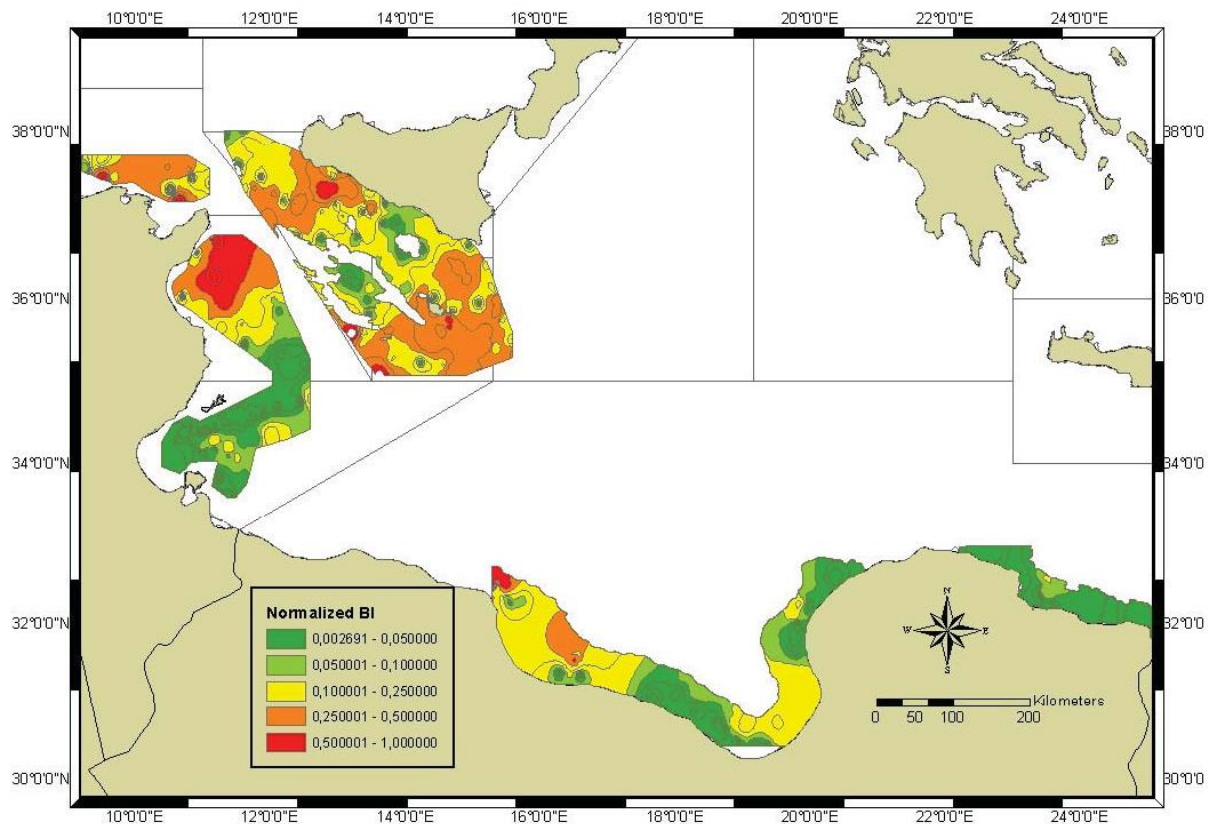 10°0'0"E 12°0'0"E 14°0'0"E 16°0'0"E 18°0'0"E 20°0'0"E 22°0'0"E 24°0'0"E
38°0'0"N 38°0'0
36°0'0"N 36°0'0
34°0'0"N 34°0'0
32°0'0"N 32°0'0
30°0'0"N 30°0'0
Normalized BI
0,002691 - 0,050000
0,050001 - 0,100000
0,100001 - 0,250000
0,250001 - 0,500000
0,500001 - 1,000000
N
W E
S
Kilometers
0 50 100 200
10°0'0"E 12°0'0"E 14°0'0"E 16°0'0"E 18°0'0"E 20°0'0"E 22°0'0"E 24°0'0"E